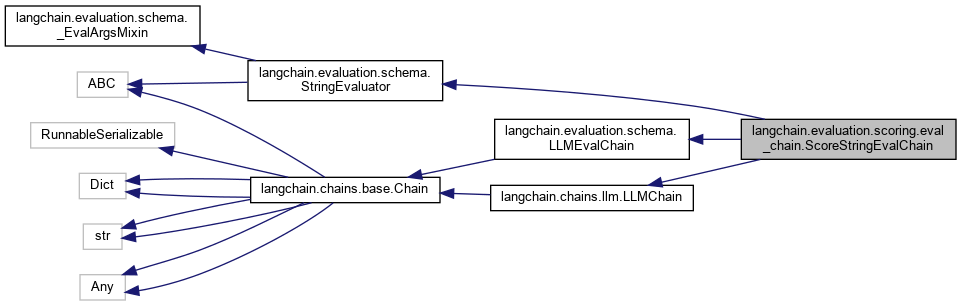 langchain.evaluation.schema.
_EvalArgsMixin
langchain.evaluation.schema.
StringEvaluator
ABC
RunnableSerializable
Dict
str
Any
langchain.chains.base.Chain
langchain.evaluation.schema.
LLMEvalChain
langchain.chains.llm.LLMChain
langchain.evaluation.scoring.eval
_chain.ScoreStringEvalChain